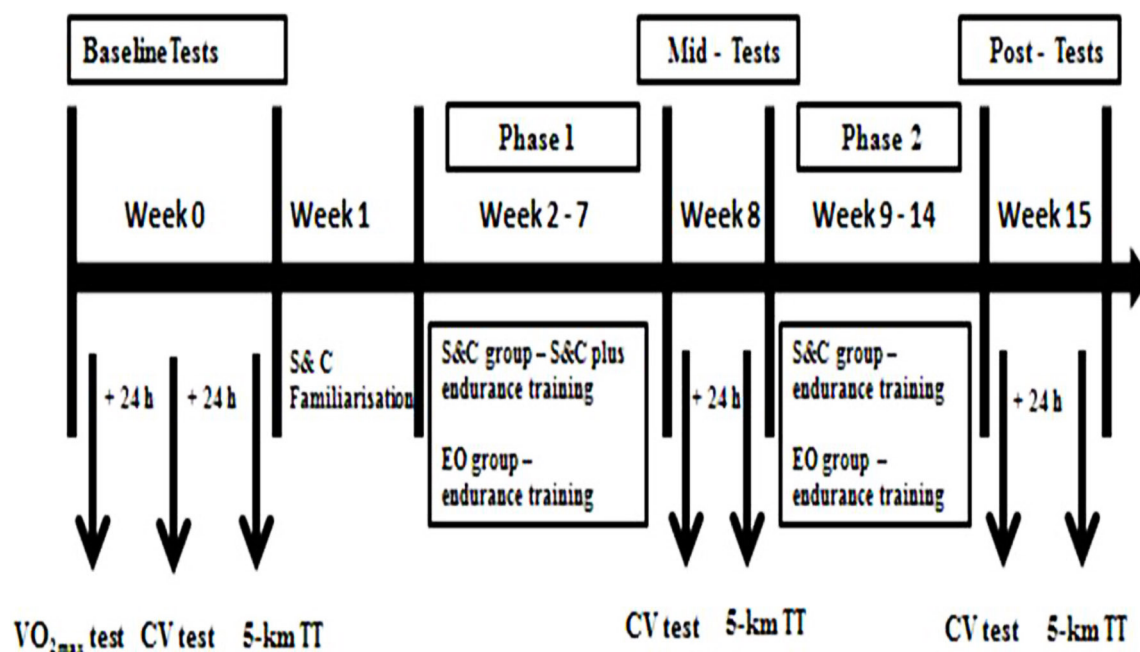 Baseline Tests
Mid - Tests
Post - Tests
Phase 1
Phase 2
Week 0
Week 1
Week 2 - 7
Week 8
Week 9 - 14
Week 15
+ 24 h
+ 24 h
S& C
Familiarisation
S&C group – S&C plus
endurance training
EO group –
endurance training
+ 24h
S&C group –
endurance training
EO group –
endurance training
+ 24 h
VO2max test
CV test
5-km TT
CV test
5-km TT
CV test
5-km TT